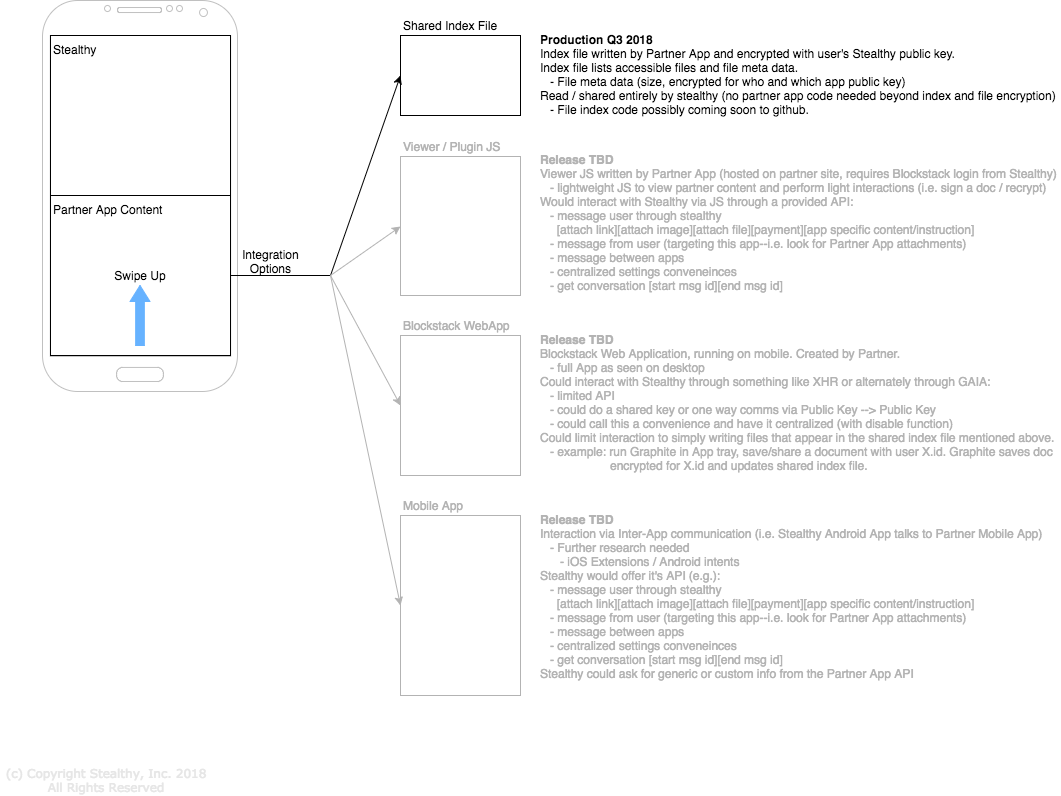 Stealthy
Partner App Content
Swipe Up
Integration
Options
Shared Index File
Production Q3 2018
Index file written by Partner App and encrypted with user's Stealthy public key.
Index file lists accessible files and file meta data.
- File meta data (size, encrypted for who and which app public key)
Read / shared entirely by stealthy (no partner app code needed beyond index and file encryption)
- File index code possibly coming soon to github.
Viewer / Plugin JS
Release TBD
Viewer JS written by Partner App (hosted on partner site, requires Blockstack login from Stealthy)
- lightweight JS to view partner content and perform light interactions (i.e. sign a doc / recrypt)
Would interact with Stealthy via JS through a provided API:
- message user through stealthy
[attach link][attach image][attach file][payment][app specific content/instruction]
- message from user (targeting this app--i.e. look for Partner App attachments)
- message between apps
- centralized settings conveneinces
- get conversation [start msg id][end msg id]
Blockstack WebApp
Release TBD
Blockstack Web Application, running on mobile. Created by Partner.
- full App as seen on desktop
Could interact with Stealthy through something like XHR or alternately through GAIA:
- limited API
- could do a shared key or one way comms via Public Key --> Public Key
- could call this a convenience and have it centralized (with disable function)
Could limit interaction to simply writing files that appear in the shared index file mentioned above.
- example: run Graphite in App tray, save/share a document with user X.id. Graphite saves doc
encrypted for X.id and updates shared index file.
Mobile App
Release TBD
Interaction via Inter-App communication (i.e. Stealthy Android App talks to Partner Mobile App)
- Further research needed
- iOS Extensions / Android intents
Stealthy would offer it's API (e.g.):
- message user through stealthy
[attach link][attach image][attach file][payment][app specific content/instruction]
- message from user (targeting this app--i.e. look for Partner App attachments)
- message between apps
- centralized settings conveneinces
- get conversation [start msg id][end msg id]
Stealthy could ask for generic or custom info from the Partner App API
(c) Copyright Stealthy, Inc. 2018
All Rights Reserved